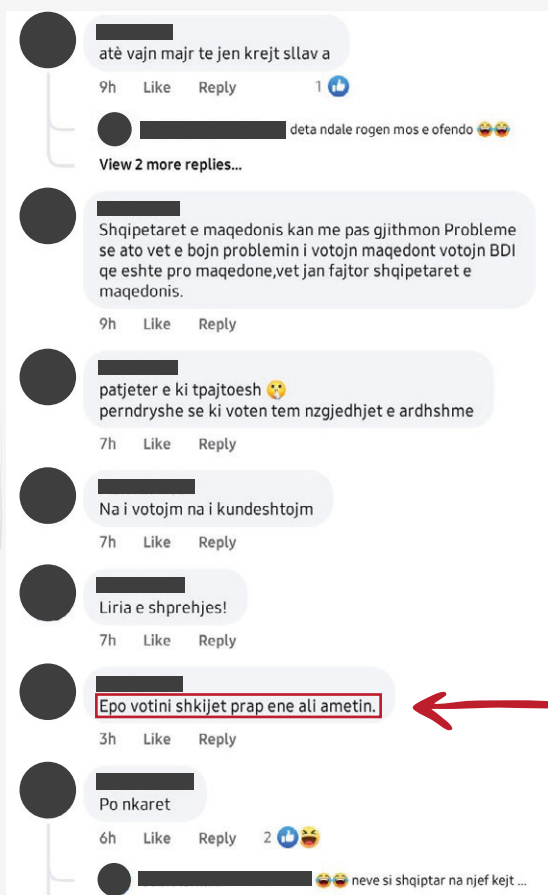 atè vajn majr te jen krejt sllav a
9h Like Reply 1
deta ndale rogen mos e ofendo 😂😂
View 2 more replies...
Shqipetaret e maqedonis kan me pas gjithmon Probleme
se ato vet e bojn problemin i votojn maqedont votojn BDI
qe eshte pro maqedone,vet jan fajtor shqipetaret e
maqedonis.
9h Like Reply
patjeter e ki tpajtoesh 🤫
perndryshe se ki voten tem nzgjedhjet e ardhshme
7h Like Reply
Na i votojm na i kundeshtojm
7h Like Reply
Liria e shprehjes!
7h Like Reply
Epo votini shkijet prap ene ali ametin.
3h Like Reply
Po nkaret
6h Like Reply 2
😂😂 neve si shqiptar na njef kejt ...